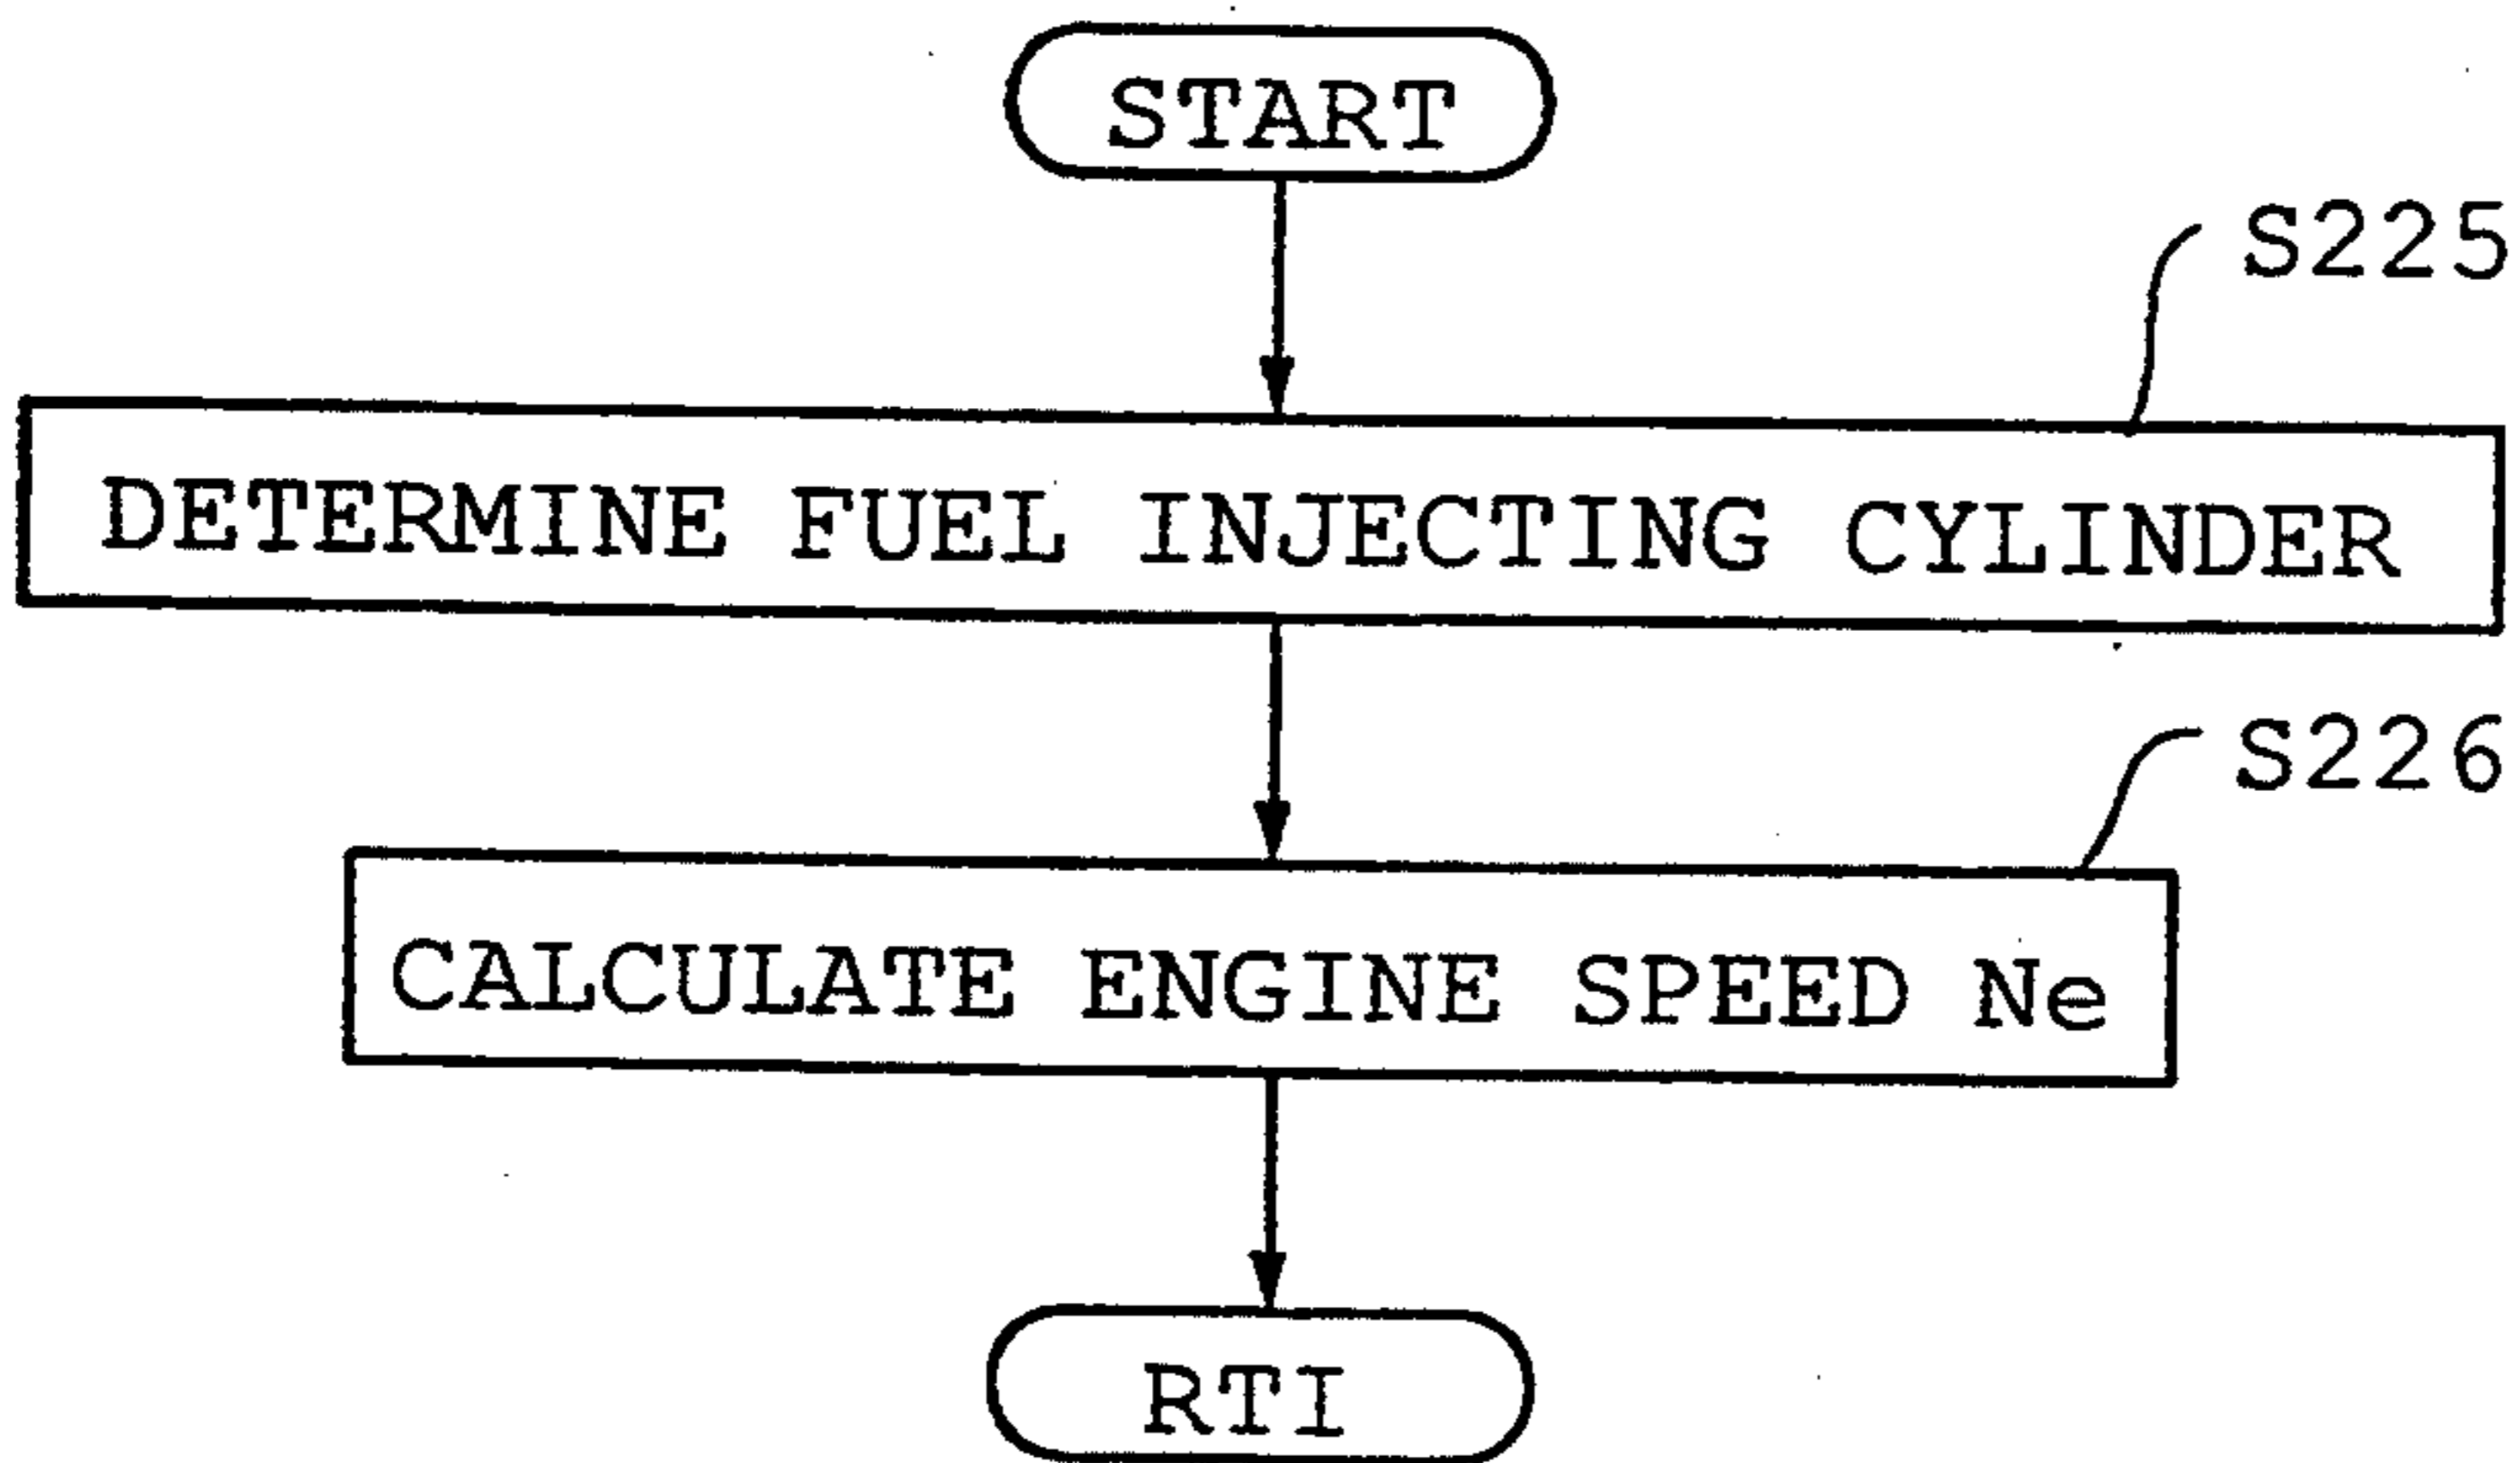 START
S225
DETERMINE FUEL INJECTING CYLINDER
S226
CALCULATE ENGINE SPEED Ne
RTI